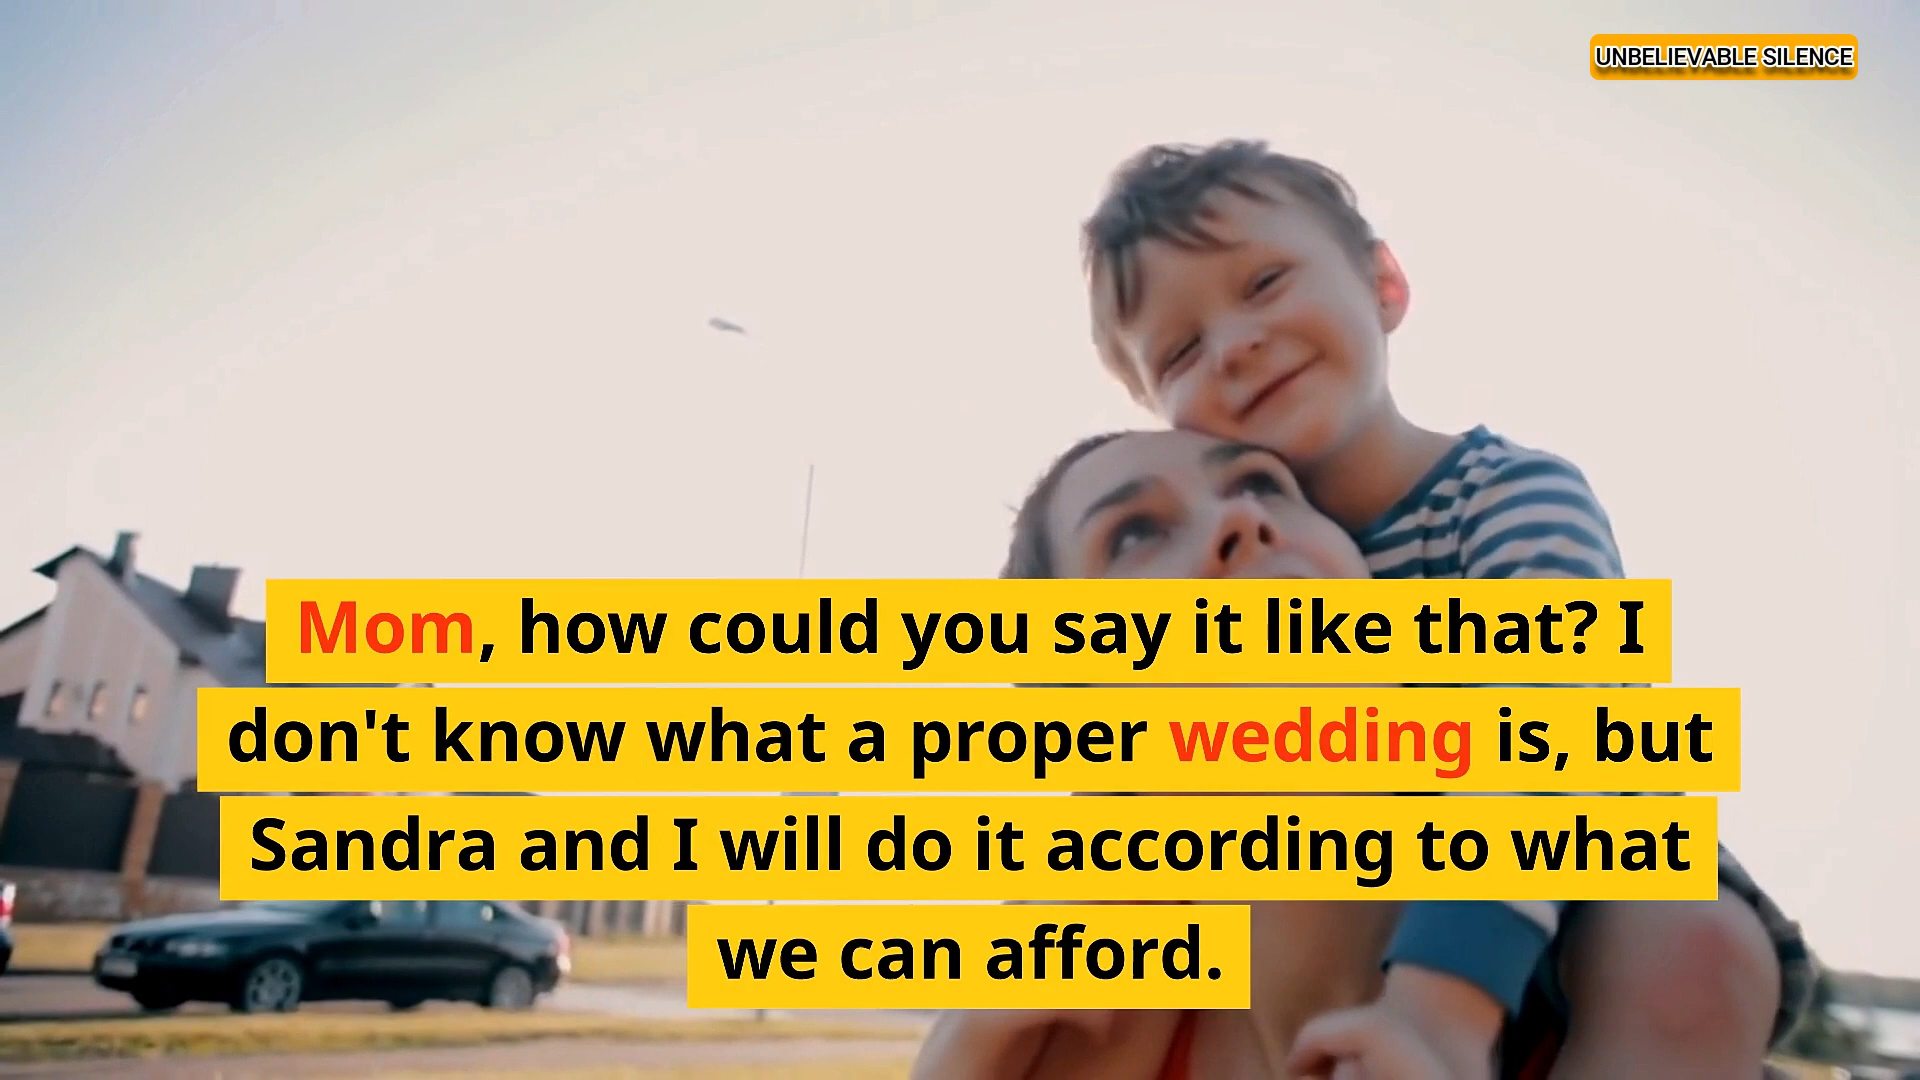 UNBELIEVABLE SILENCE
Mom, how could you say it like that? I
don't know what a proper wedding is, but
Sandra and I will do it according to what
we can afford.